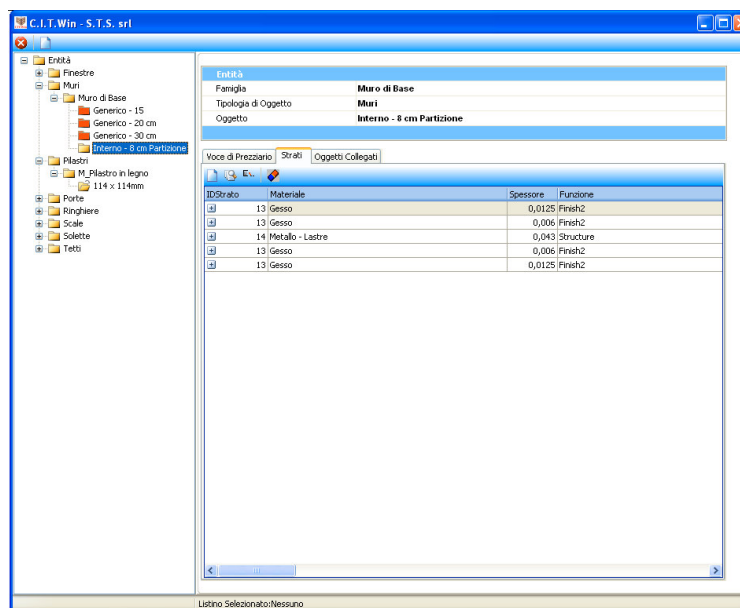 C.I.T.Win - S.T.S. srl
Entità
Finestre
Muri
Muro di Base
Generico - 15
Generico - 20 cm
Generico - 30 cm
Interno - 8 cm Partizione
Pilastri
M_Pilastro in legno
114 x 114mm
Porte
Ringhiere
Scale
Solette
Tetti
Entità
Famiglia Muro di Base
Tipologia di Oggetto Muri
Oggetto Interno - 8 cm Partizione
Voce di Prezziario Strati Oggetti Collegati
IDStrato Materiale Spessore Funzione
13 Gesso 0,0125 Finish2
13 Gesso 0,006 Finish2
14 Metallo - Lastre 0,043 Structure
13 Gesso 0,006 Finish2
13 Gesso 0,0125 Finish2
Listino Selezionato:Nessuno